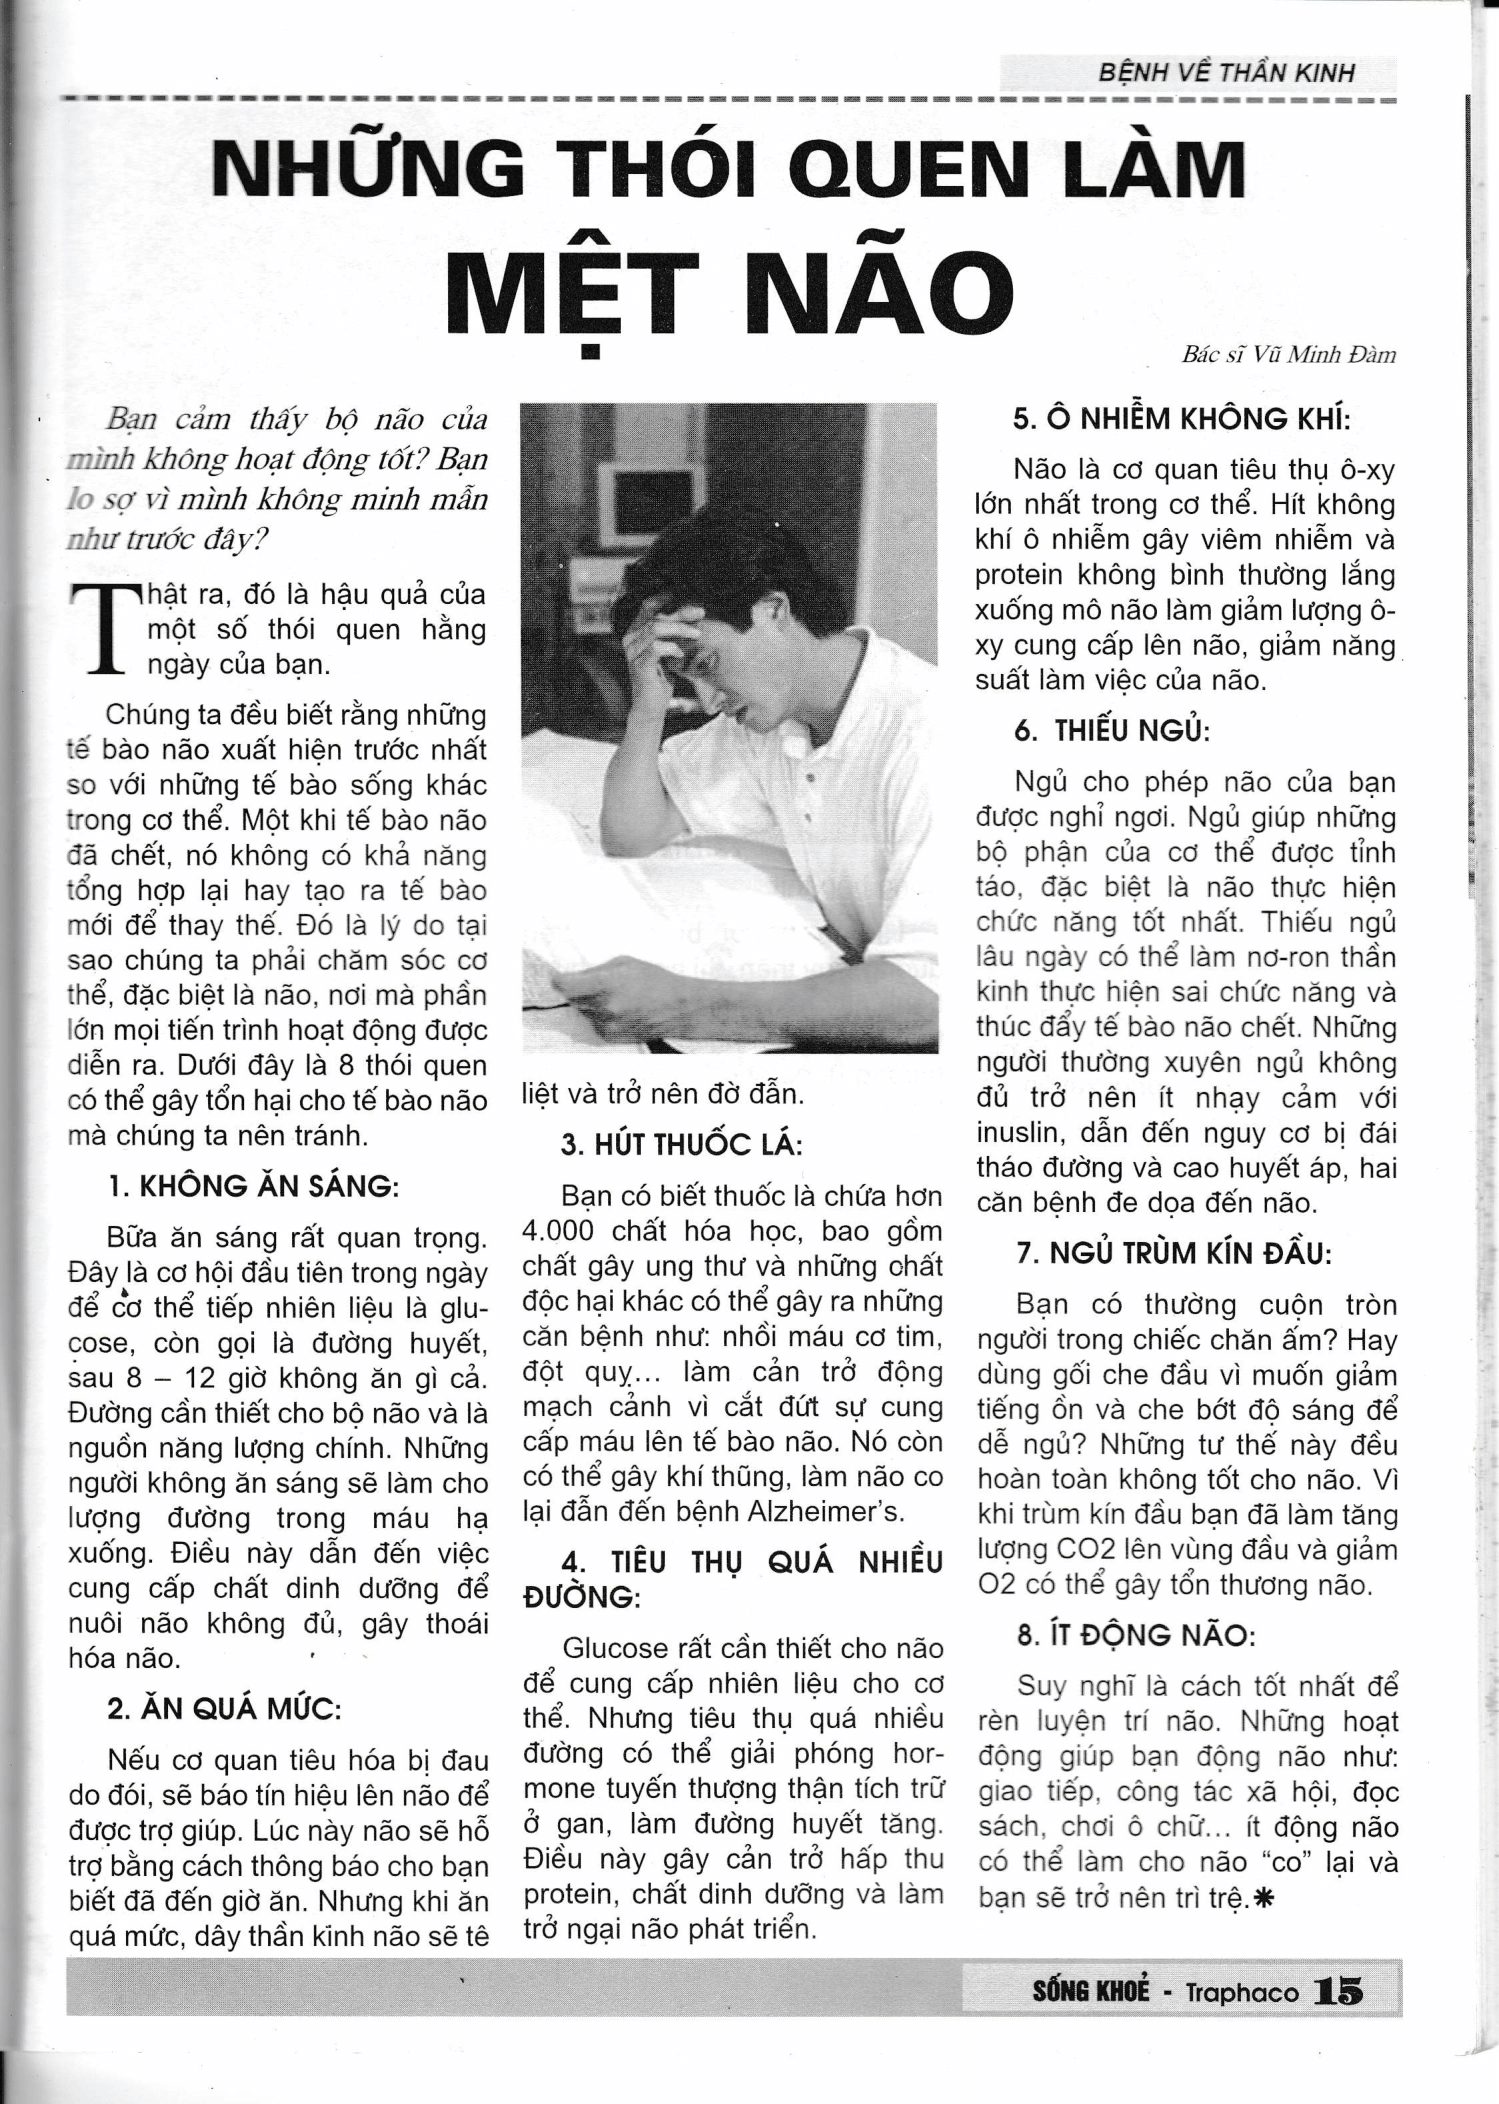 BỆNH VỀ THẦN KINH
NHỮNG THÓI QUEN LÀM
MỆT NÃO
Bác sĩ Vũ Minh Đàm
Bạn cảm thấy bộ não của
mình không hoạt động tốt? Bạn
lo sợ vì mình không minh mẫn
như trước đây?
Thật ra, đó là hậu quả của
một số thói quen hằng
ngày của bạn.
Chúng ta đều biết rằng những
tế bào não xuất hiện trước nhất
so với những tế bào sống khác
trong cơ thể. Một khi tế bào não
đã chết, nó không có khả năng
tổng hợp lại hay tạo ra tế bào
mới để thay thế. Đó là lý do tại
sao chúng ta phải chăm sóc cơ
thể, đặc biệt là não, nơi mà phần
lớn mọi tiến trình hoạt động được
diễn ra. Dưới đây là 8 thói quen
có thể gây tổn hại cho tế bào não
mà chúng ta nên tránh.
1. KHÔNG ĂN SÁNG:
Bữa ăn sáng rất quan trọng.
Đây là cơ hội đầu tiên trong ngày
để cơ thể tiếp nhiên liệu là glu-
cose, còn gọi là đường huyết,
sau 8 – 12 giờ không ăn gì cả.
Đường cần thiết cho bộ não và là
nguồn năng lượng chính. Những
người không ăn sáng sẽ làm cho
lượng đường trong máu hạ
xuống. Điều này dẫn đến việc
cung cấp chất dinh dưỡng để
nuôi não không đủ, gây thoái
hóa não.
2. ĂN QUÁ MỨC:
Nếu cơ quan tiêu hóa bị đau
do đói, sẽ báo tín hiệu lên não để
được trợ giúp. Lúc này não sẽ hỗ
trợ bằng cách thông báo cho bạn
biết đã đến giờ ăn. Nhưng khi ăn
quá mức, dây thần kinh não sẽ tê
liệt và trở nên đờ đẫn.
3. HÚT THUỐC LÁ:
Bạn có biết thuốc là chứa hơn
4.000 chất hóa học, bao gồm
chất gây ung thư và những chất
độc hại khác có thể gây ra những
căn bệnh như: nhồi máu cơ tim,
đột quỵ... làm cản trở động
mạch cảnh vì cắt đứt sự cung
cấp máu lên tế bào não. Nó còn
có thể gây khí thũng, làm não co
lại đẫn đến bệnh Alzheimer's.
4. TIÊU THỤ QUÁ NHIỀU
ĐƯỜNG:
Glucose rất cần thiết cho não
để cung cấp nhiên liệu cho cơ
thể. Nhưng tiêu thụ quá nhiều
đường có thể giải phóng hor-
mone tuyến thượng thận tích trữ
ở gan, làm đường huyết tăng.
Điều này gây cản trở hấp thu
protein, chất dinh dưỡng và làm
trở ngại não phát triển.
5. Ô NHIỄM KHÔNG KHÍ:
Não là cơ quan tiêu thụ ô-xy
lớn nhất trong cơ thể. Hít không
khí ô nhiễm gây viêm nhiễm và
protein không bình thường lắng
xuống mô não làm giảm lượng ô-
xy cung cấp lên não, giảm năng
suất làm việc của não.
6. THIẾU NGỦ:
Ngủ cho phép não của bạn
được nghỉ ngơi. Ngủ giúp những
bộ phận của cơ thể được tỉnh
táo, đặc biệt là não thực hiện
chức năng tốt nhất. Thiếu ngủ
lâu ngày có thể làm nơ-ron thần
kinh thực hiện sai chức năng và
thúc đẩy tế bào não chết. Những
người thường xuyên ngủ không
đủ trở nên ít nhạy cảm với
inuslin, dẫn đến nguy cơ bị đái
tháo đường và cao huyết áp, hai
căn bệnh đe dọa đến não.
7. NGỦ TRÙM KÍN ĐẦU:
Bạn có thường cuộn tròn
người trong chiếc chăn ấm? Hay
dùng gối che đầu vì muốn giảm
tiếng ồn và che bớt độ sáng để
dễ ngủ? Những tư thế này đều
hoàn toàn không tốt cho não. Vì
khi trùm kín đầu bạn đã làm tăng
lượng CO2 lên vùng đầu và giảm
O2 có thể gây tổn thương não.
8. ÍT ĐỘNG NÃO:
Suy nghĩ là cách tốt nhất để
rèn luyện trí não. Những hoạt
động giúp bạn động não như:
giao tiếp, công tác xã hội, đọc
sách, chơi ô chữ... ít động não
có thể làm cho não “co” lại và
bạn sẽ trở nên trì trệ.✱
SỐNG KHOẺ - Traphaco 15